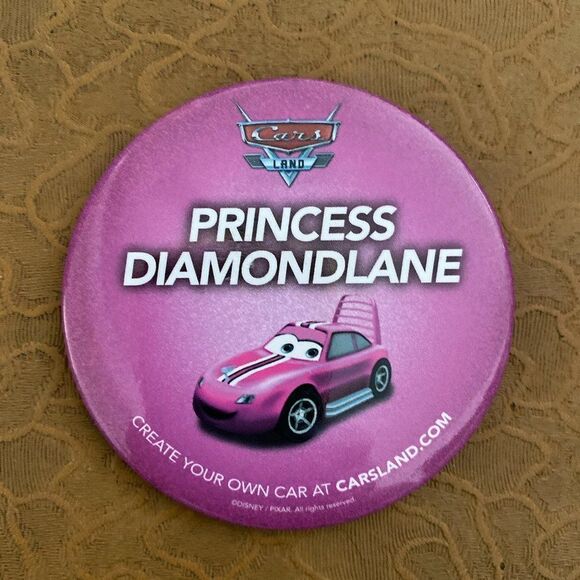 Cars
LAND
PRINCESS
DIAMONDLANE
CREATE YOUR OWN CAR AT CARSLAND.COM
©DISNEY / PIXAR. All rights reserved.